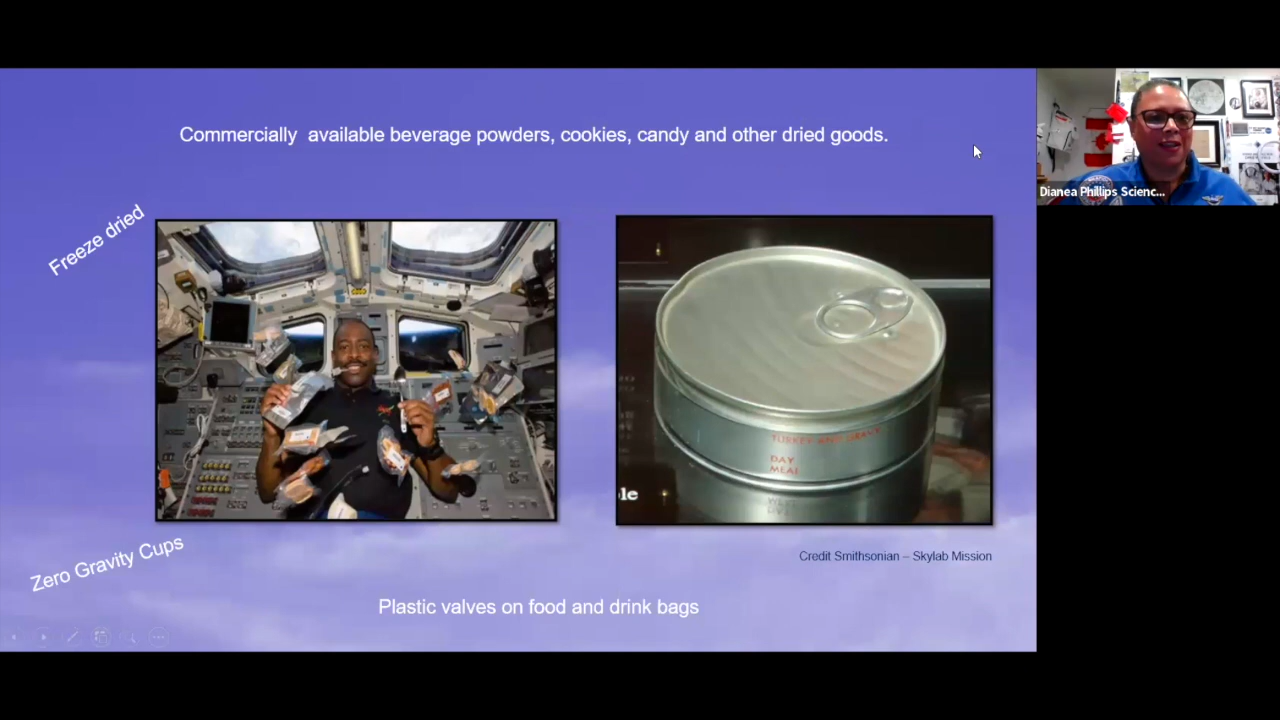 Commercially  available beverage powders, cookies, candy and other dried goods.
Dianea Phillips Scienc...
Freeze dried
TURKEY AND GRAVY
DAY
MEAL
le
Credit Smithsonian – Skylab Mission
Zero Gravity Cups
Plastic valves on food and drink bags